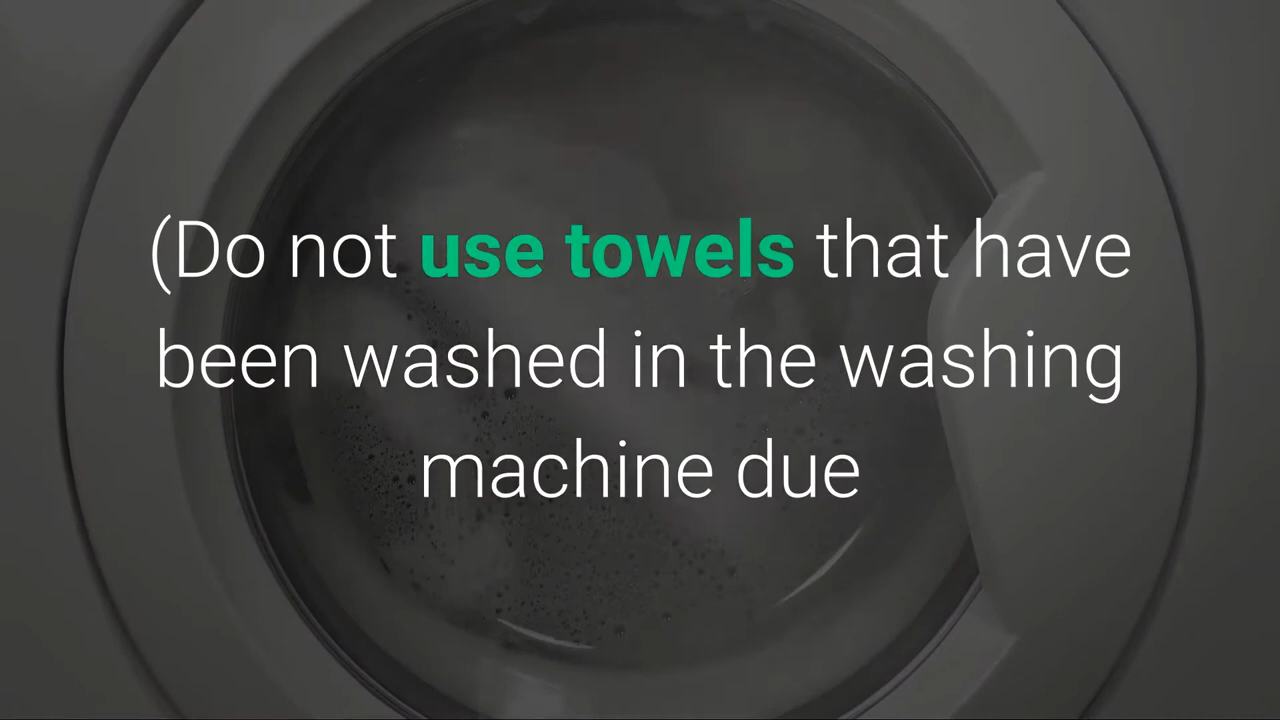 (Do not use towels that have
been washed in the washing
machine due